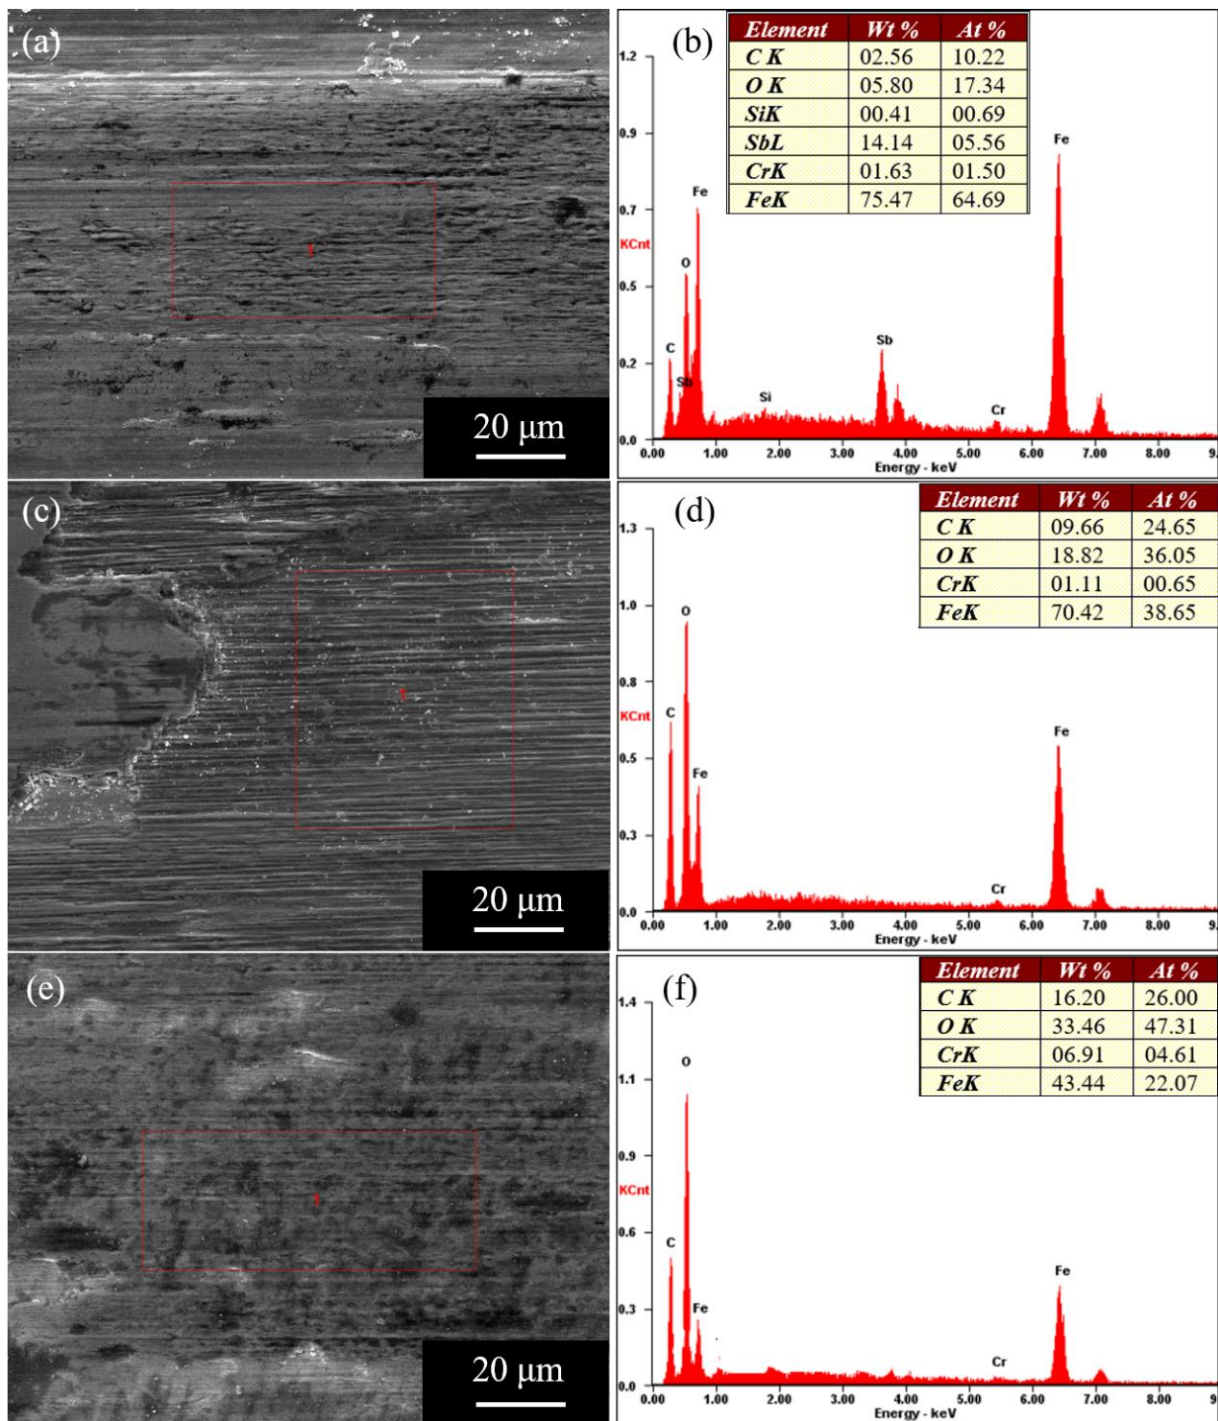 (a)
1
20 μm
(b)
Element Wt % At %
C K 02.56 10.22
O K 05.80 17.34
SiK 00.41 00.69
SbL 14.14 05.56
CrK 01.63 01.50
FeK 75.47 64.69
1.2
0.9
0.7
KCnt
0.5
0.2
0.0
C
Sb
O
Fe
Si
Sb
Cr
Fe
0.00 1.00 2.00 3.00 4.00 5.00 6.00 7.00 8.00 9.
Energy - keV
(c)
1
20 μm
(d)
Element Wt % At %
C K 09.66 24.65
O K 18.82 36.05
CrK 01.11 00.65
FeK 70.42 38.65
1.3
1.0
0.8
KCnt
0.5
0.3
0.0
C
O
Fe
Cr
Fe
0.00 1.00 2.00 3.00 4.00 5.00 6.00 7.00 8.00 9.
Energy - keV
(e)
1
20 μm
(f)
Element Wt % At %
C K 16.20 26.00
O K 33.46 47.31
CrK 06.91 04.61
FeK 43.44 22.07
1.4
1.1
0.9
KCnt
0.6
0.3
0.0
C
O
Fe
Cr
Fe
0.00 1.00 2.00 3.00 4.00 5.00 6.00 7.00 8.00 9.
Energy - keV